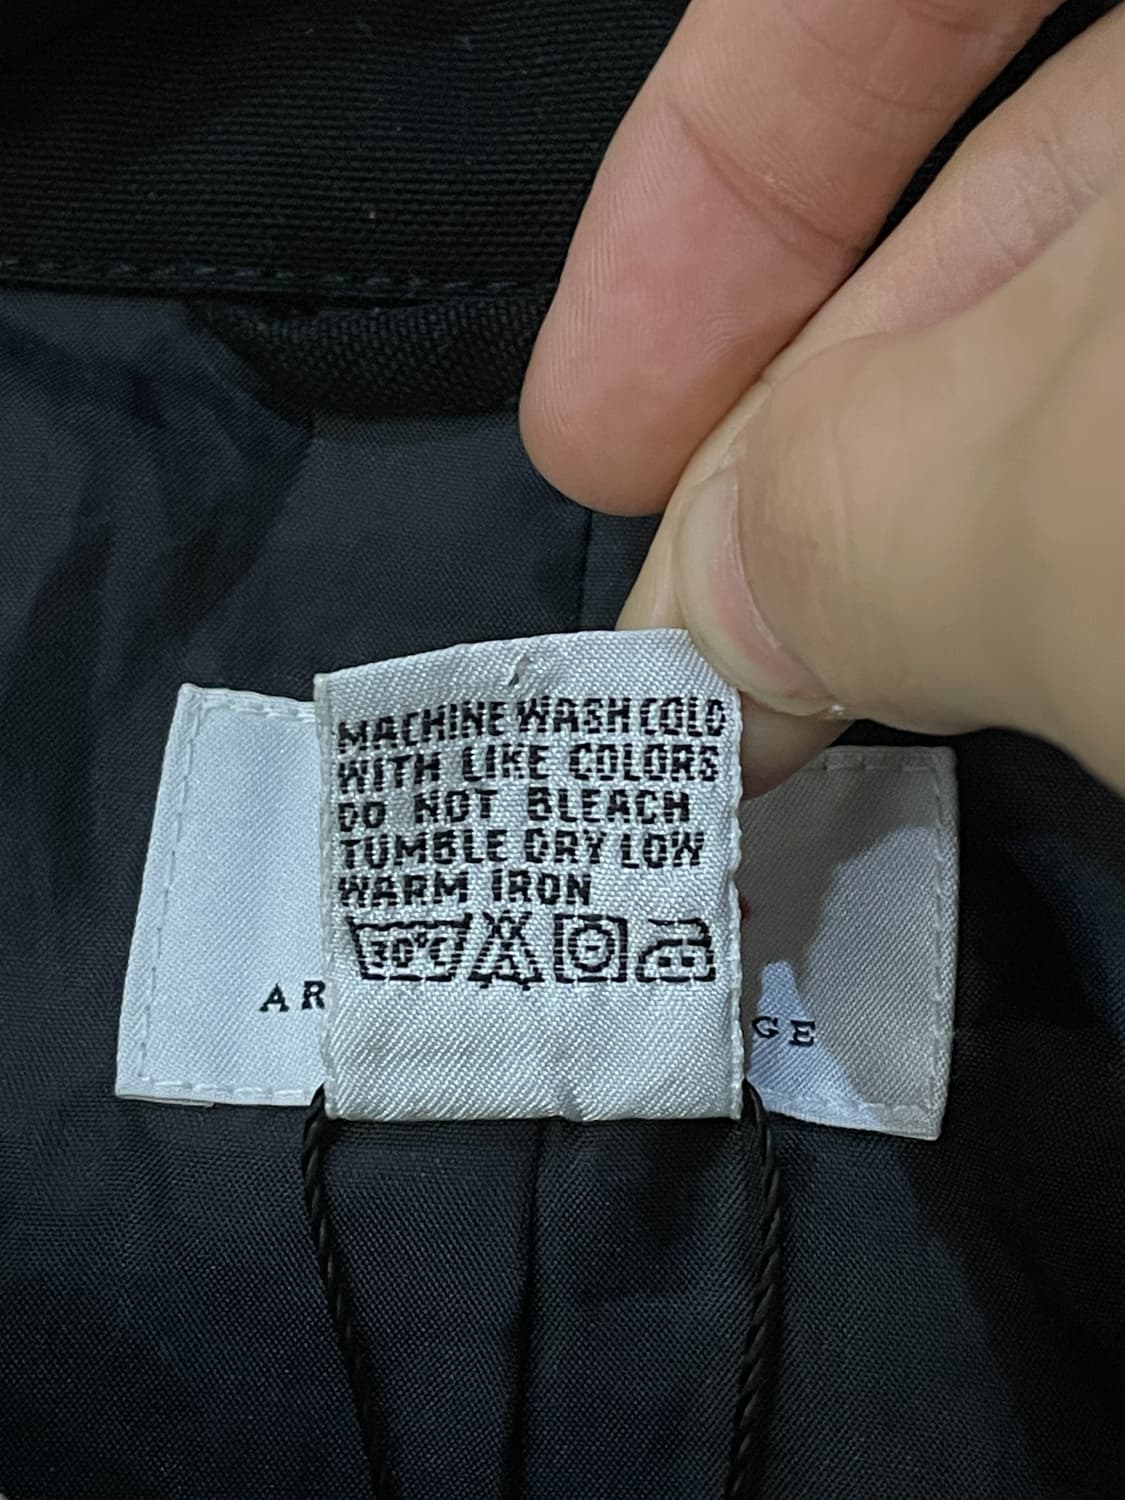 MACHINE WASH COLD
WITH LIKE COLORS
DO NOT BLEACH
TUMBLE DRY LOW
WARM IRON
30°C
AR
GE